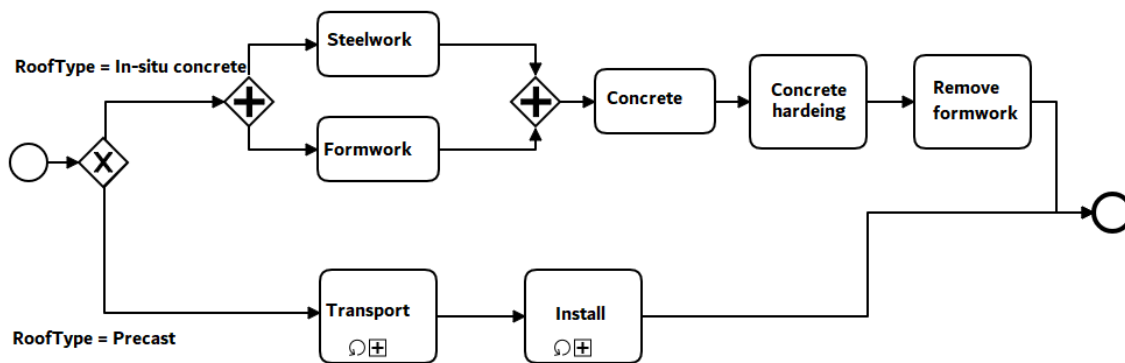 Steelwork
RoofType = In-situ concrete
Formwork
Concrete
Concrete
hardeing
Remove
formwork
Transport
Install
RoofType = Precast